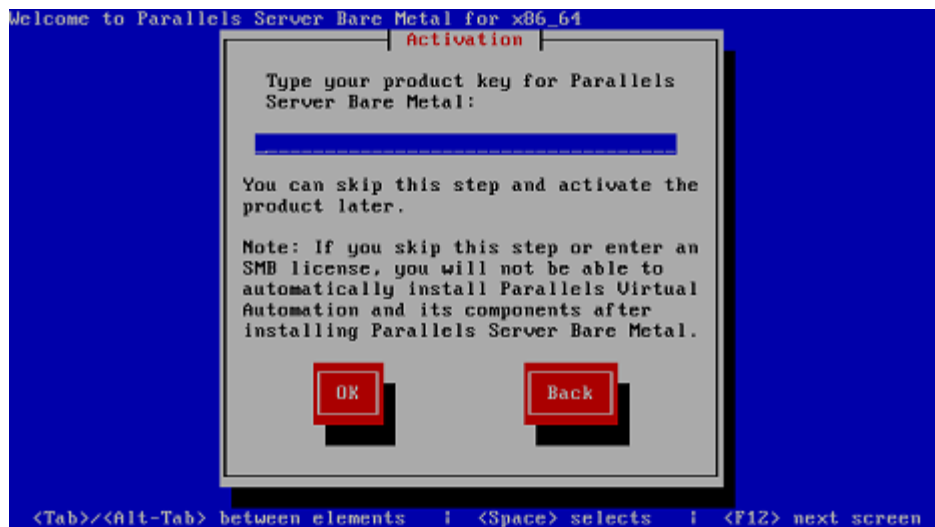 Welcome to Parallels Server Bare Metal for x86_64
Activation
Type your product key for Parallels
Server Bare Metal:
You can skip this step and activate the
product later.
Note: If you skip this step or enter an
SMB license, you will not be able to
automatically install Parallels Virtual
Automation and its components after
installing Parallels Server Bare Metal.
OK Back
<Tab>/<Alt-Tab> between elements | <Space> selects | <F12> next screen